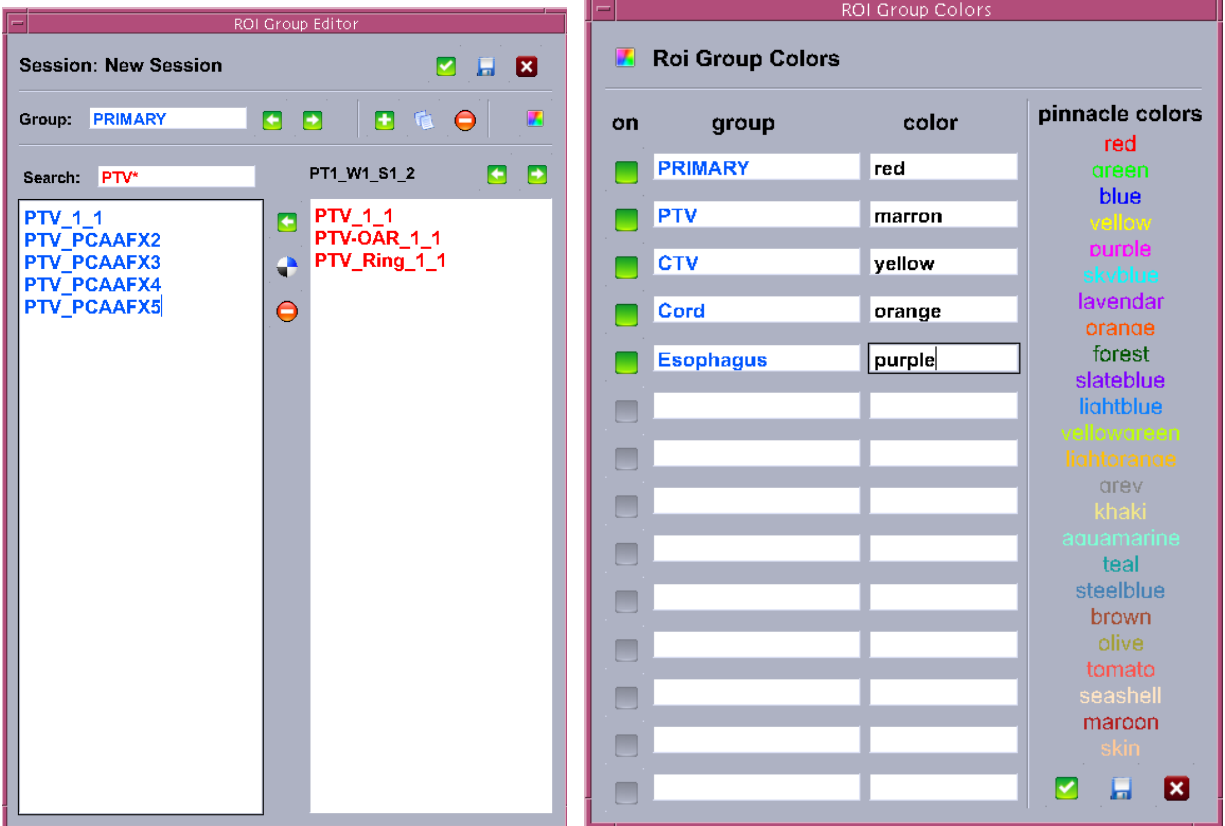 ROI Group Editor
Session: New Session
Group: PRIMARY
Search: PTV*
PT1_W1_S1_2
PTV_1_1
PTV_PCAAFX2
PTV_PCAAFX3
PTV_PCAAFX4
PTV_PCAAFX5
PTV_1_1
PTV-OAR_1_1
PTV_Ring_1_1
ROI Group Colors
Roi Group Colors
on group color
PRIMARY red
PTV marron
CTV yellow
Cord orange
Esophagus purple
pinnacle colors
red
green
blue
yellow
purple
skyblue
lavendar
orange
forest
slateblue
lightblue
yellowgreen
lightorange
grey
khaki
aquamarine
teal
steelblue
brown
olive
tomato
seashell
maroon
skin